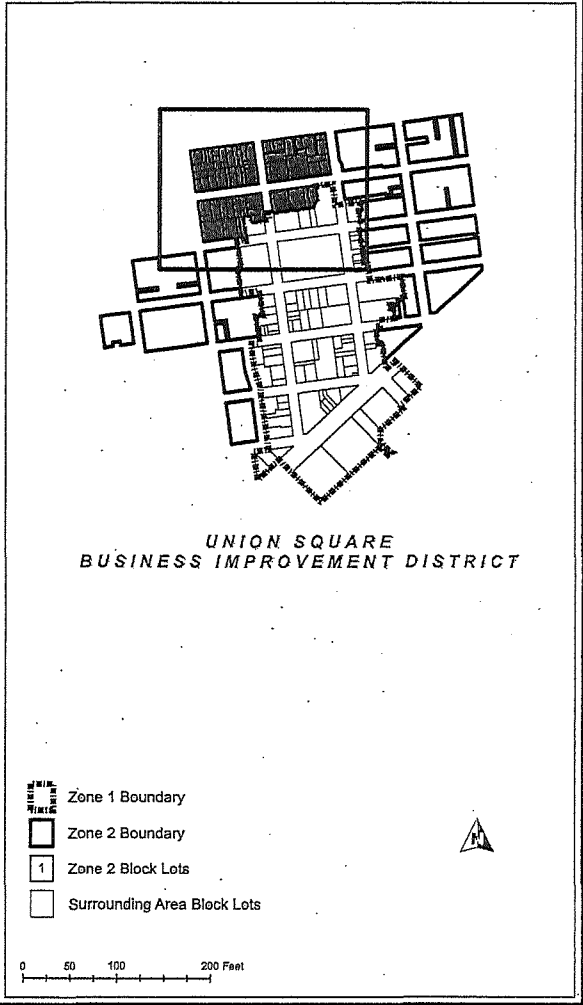 UNION SQUARE
BUSINESS IMPROVEMENT DISTRICT
Zone 1 Boundary
Zone 2 Boundary
1 Zone 2 Block Lots
Surrounding Area Block Lots
N
0 50 100 200 Feet